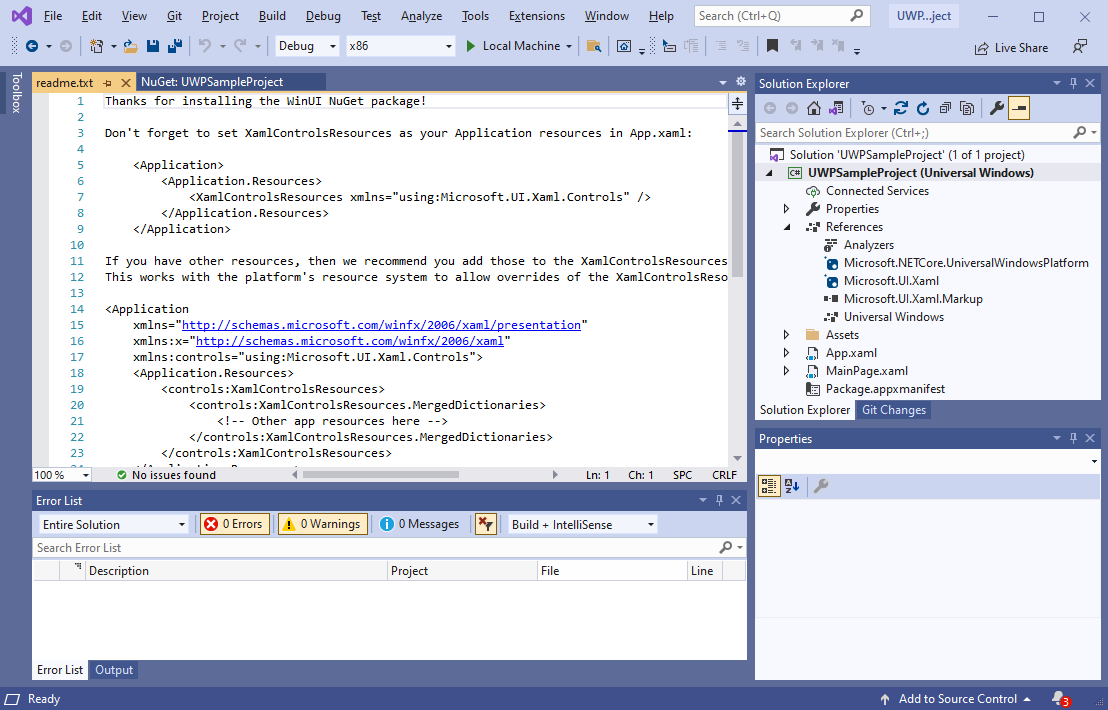 File Edit View Git Project Build Debug Test Analyze Tools Extensions Window Help Search (Ctrl+Q) UWP...ject
Debug x86 Local Machine Live Share
Toolbox
readme.txt NuGet: UWPSampleProject
1 Thanks for installing the WinUI NuGet package!
2
3 Don't forget to set XamlControlsResources as your Application resources in App.xaml:
4
5 <Application>
6 <Application.Resources>
7 <XamlControlsResources xmlns="using:Microsoft.UI.Xaml.Controls" />
8 </Application.Resources>
9 </Application>
10
11 If you have other resources, then we recommend you add those to the XamlControlsResources
12 This works with the platform's resource system to allow overrides of the XamlControlsReso
13
14 <Application
15 xmlns="http://schemas.microsoft.com/winfx/2006/xaml/presentation"
16 xmlns:x="http://schemas.microsoft.com/winfx/2006/xaml"
17 xmlns:controls="using:Microsoft.UI.Xaml.Controls">
18 <Application.Resources>
19 <controls:XamlControlsResources>
20 <controls:XamlControlsResources.MergedDictionaries>
21 <!-- Other app resources here -->
22 </controls:XamlControlsResources.MergedDictionaries>
23 </controls:XamlControlsResources>
100 % No issues found Ln: 1 Ch: 1 SPC CRLF
Error List
Entire Solution 0 Errors 0 Warnings 0 Messages Build + IntelliSense
Search Error List
Description Project File Line
Error List Output
Solution Explorer
Search Solution Explorer (Ctrl+;)
Solution 'UWPSampleProject' (1 of 1 project)
C# UWPSampleProject (Universal Windows)
Connected Services
Properties
References
Analyzers
Microsoft.NETCore.UniversalWindowsPlatform
Microsoft.UI.Xaml
Microsoft.UI.Xaml.Markup
Universal Windows
Assets
App.xaml
MainPage.xaml
Package.appxmanifest
Solution Explorer Git Changes
Properties
Ready Add to Source Control 3